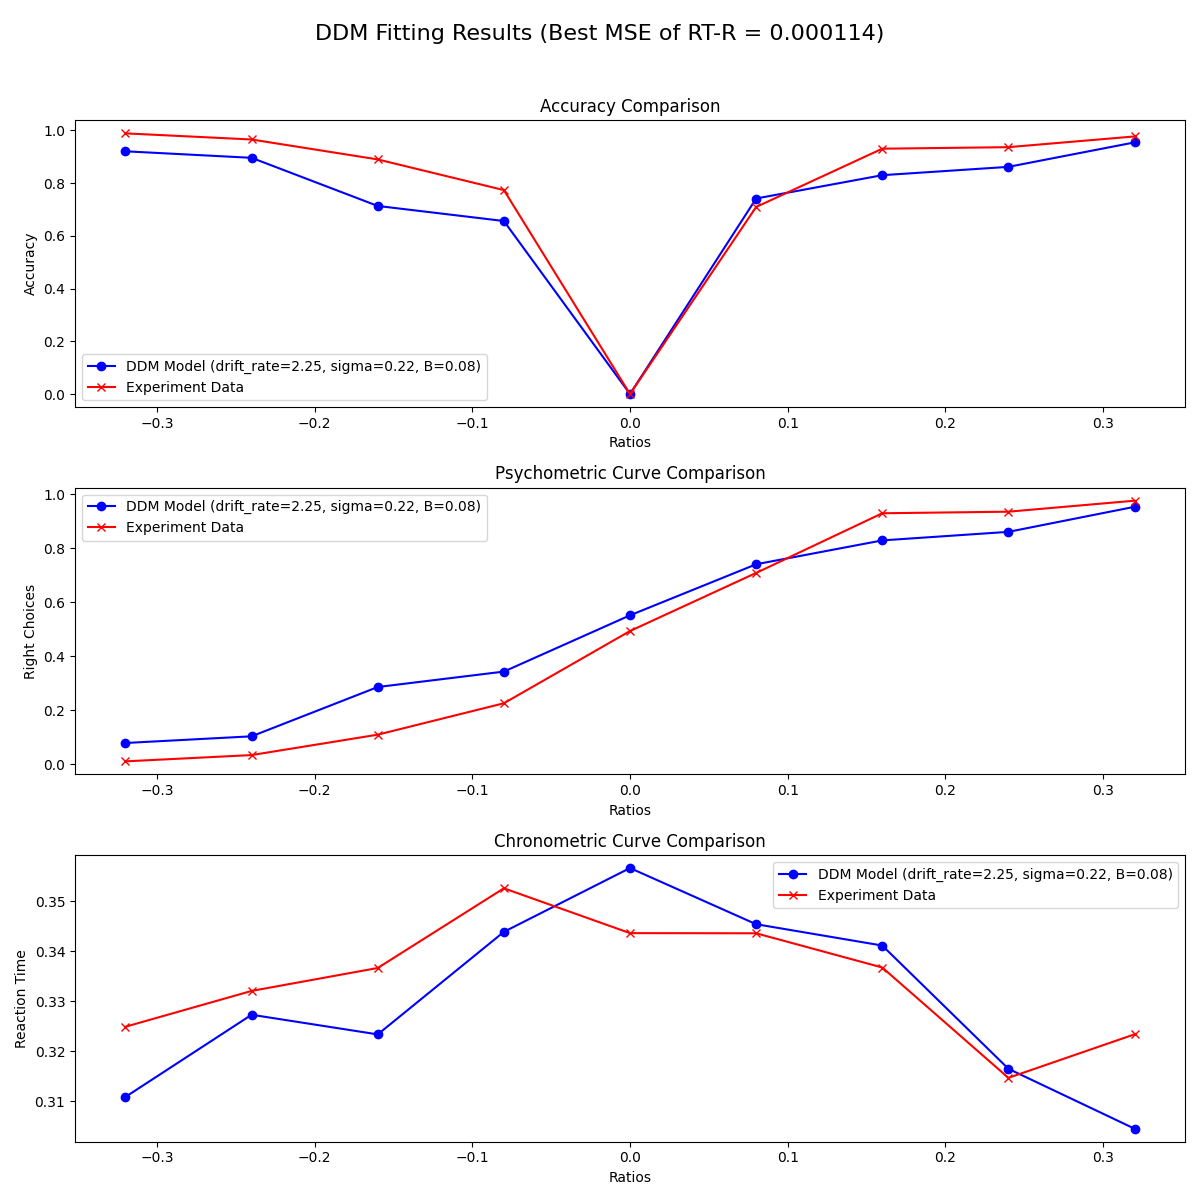 DDM Fitting Results (Best MSE of RT-R = 0.000114)
Accuracy Comparison
1.0
0.8
0.6
0.4
0.2
0.0
Accuracy
DDM Model (drift_rate=2.25, sigma=0.22, B=0.08)
Experiment Data
−0.3 −0.2 −0.1 0.0 0.1 0.2 0.3
Ratios
Psychometric Curve Comparison
1.0
0.8
0.6
0.4
0.2
0.0
Right Choices
DDM Model (drift_rate=2.25, sigma=0.22, B=0.08)
Experiment Data
−0.3 −0.2 −0.1 0.0 0.1 0.2 0.3
Ratios
Chronometric Curve Comparison
0.35
0.34
0.33
0.32
0.31
Reaction Time
DDM Model (drift_rate=2.25, sigma=0.22, B=0.08)
Experiment Data
−0.3 −0.2 −0.1 0.0 0.1 0.2 0.3
Ratios